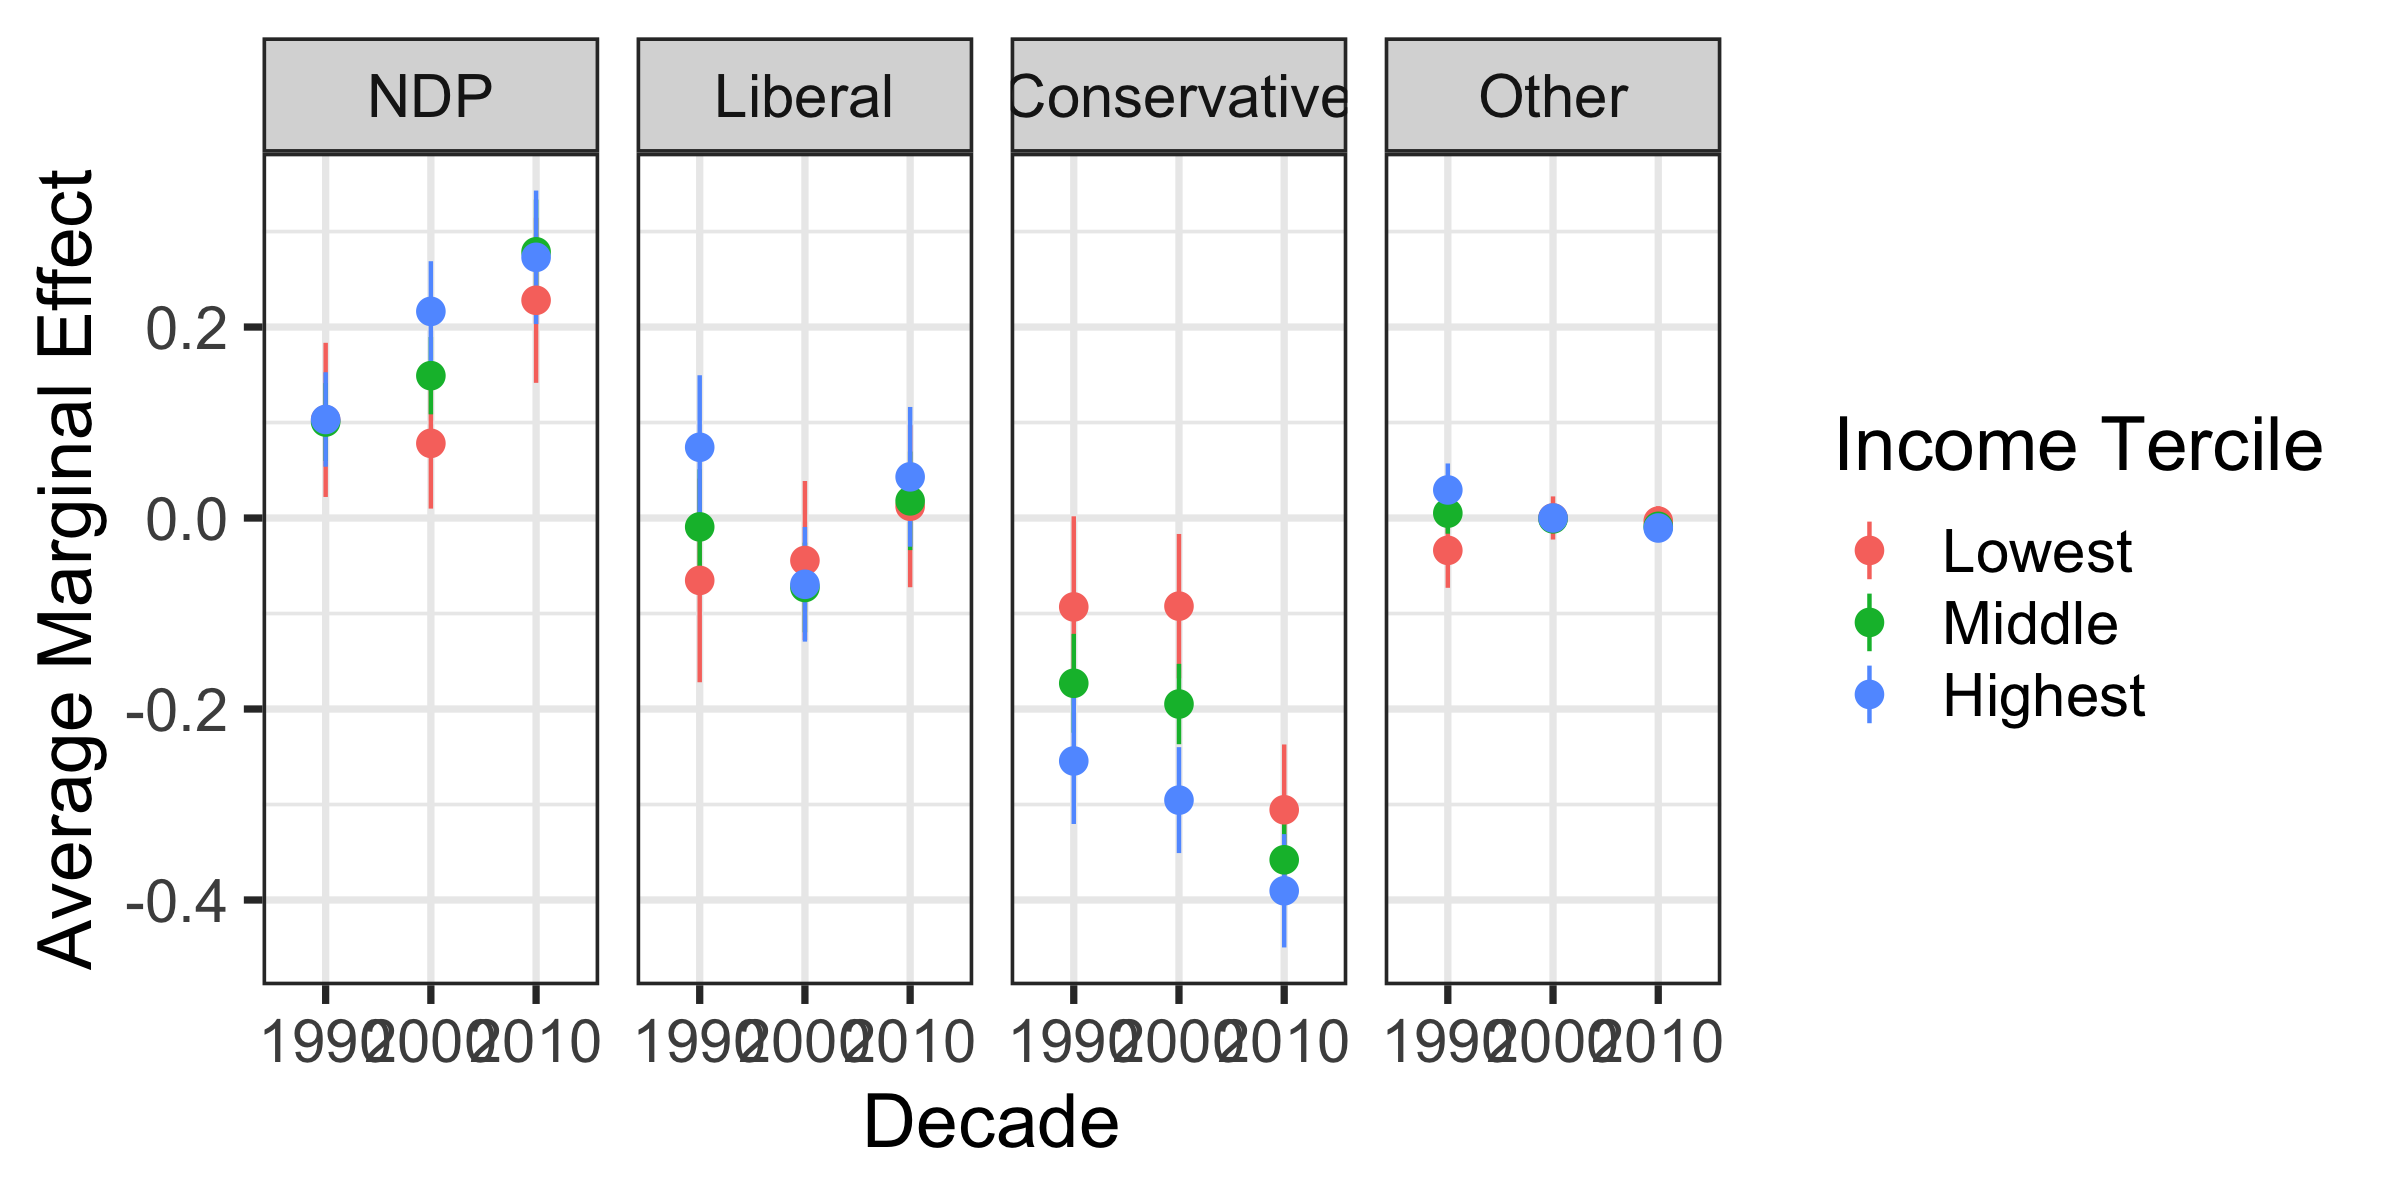 NDP Liberal Conservative Other
Average Marginal Effect
0.2
0.0
-0.2
-0.4
1990 2000 2010 1990 2000 2010 1990 2000 2010 1990 2000 2010
Decade
Income Tercile
Lowest
Middle
Highest